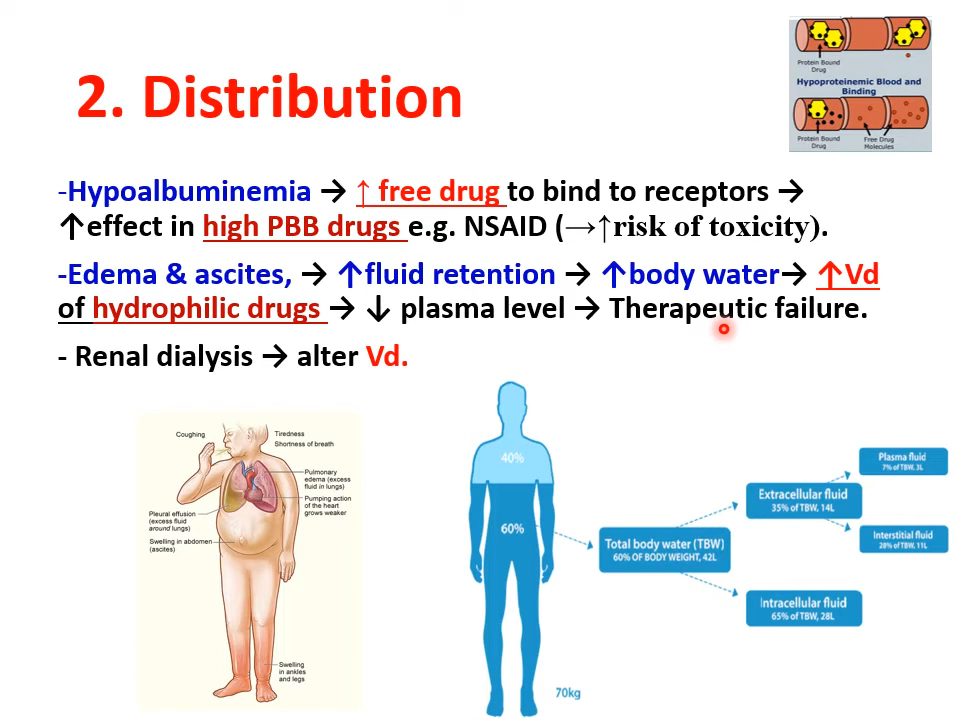 2. Distribution
Protein Bound
Drug
Hypoproteinemic Blood and
Binding
Protein Bound
Drug
Free Drug
Molecules
-Hypoalbuminemia → ↑ free drug to bind to receptors →
↑effect in high PBB drugs e.g. NSAID (→↑risk of toxicity).
-Edema & ascites, → ↑fluid retention → ↑body water→ ↑Vd
of hydrophilic drugs → ↓ plasma level → Therapeutic failure.
- Renal dialysis → alter Vd.
Coughing
Tiredness
Shortness of breath
Pulmonary
edema (excess
fluid in lungs)
Pumping action
of the heart
grows weaker
Pleural effusion
(excess fluid
around lungs)
Swelling in abdomen
(ascites)
Swelling
in ankles
and legs
40%
60%
70kg
Total body water (TBW)
60% OF BODY WEIGHT, 42L
Extracellular fluid
35% of TBW, 14L
Plasma fluid
7% of TBW, 3L
Interstitial fluid
28% of TBW, 11L
Intracellular fluid
65% of TBW, 28L